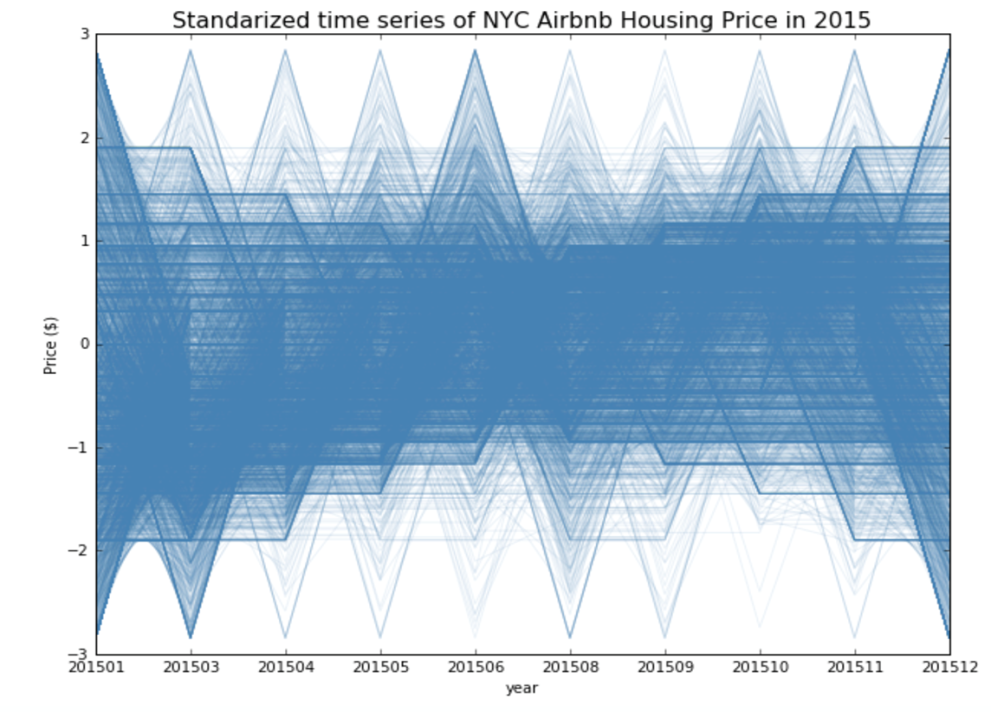 Standarized time series of NYC Airbnb Housing Price in 2015
3
2
1
0
−1
−2
−3
Price ($)
201501 201503 201504 201505 201506 201508 201509 201510 201511 201512
year